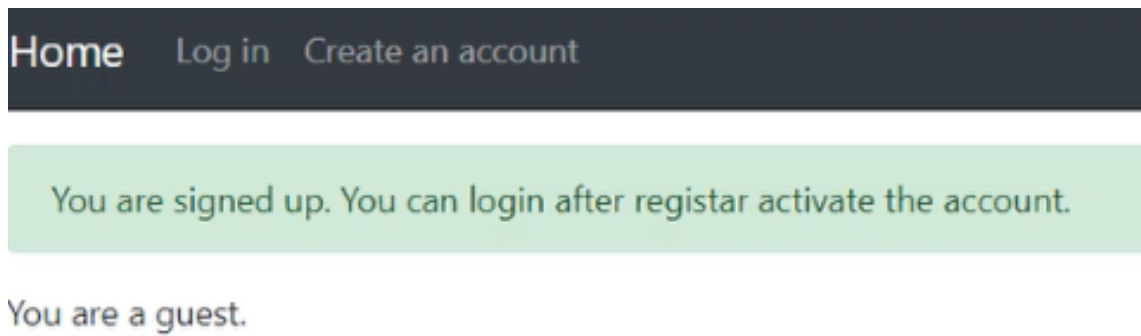 Home Log in Create an account
You are signed up. You can login after registar activate the account.
You are a guest.